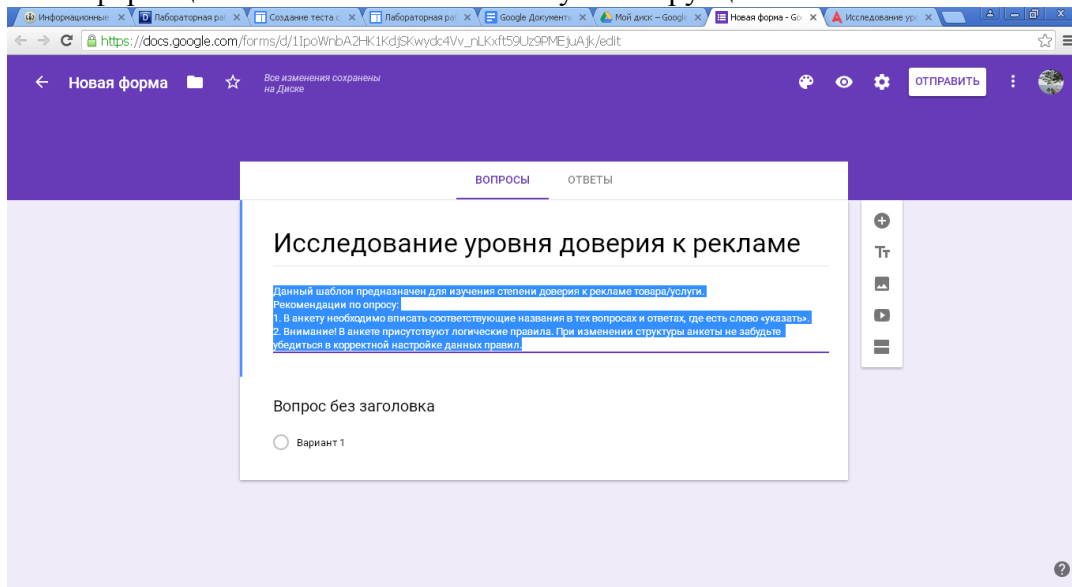 Информационные
Лабораторная раб
Создание теста с
Лабораторная раб
Google Документы
Мой диск – Google
Новая форма - Goo
Исследование уро
https://docs.google.com/forms/d/1IpoWnbA2HK1KdjSKwydc4Vv_nLKxft59Uz9PMEjuAjk/edit
Новая форма
Все изменения сохранены
на Диске
ОТПРАВИТЬ
ВОПРОСЫ ОТВЕТЫ
Исследование уровня доверия к рекламе
Данный шаблон предназначен для изучения степени доверия к рекламе товара/услуги.
Рекомендации по опросу:
1. В анкету необходимо вписать соответствующие названия в тех вопросах и ответах, где есть слово «указать».
2. Внимание! В анкете присутствуют логические правила. При изменении структуры анкеты не забудьте
убедиться в корректной настройке данных правил.
Tт
Вопрос без заголовка
Вариант 1